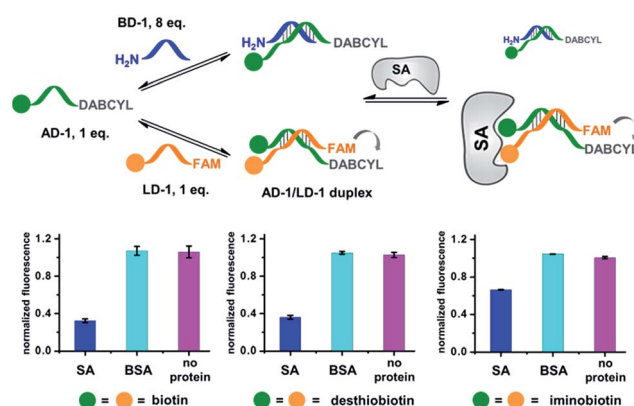 BD-1, 8 eq.
H₂N
H₂N
DABCYL
H₂N
DABCYL
SA
DABCYL
AD-1, 1 eq.
FAM
LD-1, 1 eq.
FAM
DABCYL
AD-1/LD-1 duplex
SA
FAM
DABCYL
normalized fluorescence
1.2
0.8
0.4
0.0
SA BSA no protein
= = biotin
normalized fluorescence
1.2
0.8
0.4
0.0
SA BSA no protein
= = desthiobiotin
normalized fluorescence
1.2
0.8
0.4
0.0
SA BSA no protein
= = iminobiotin